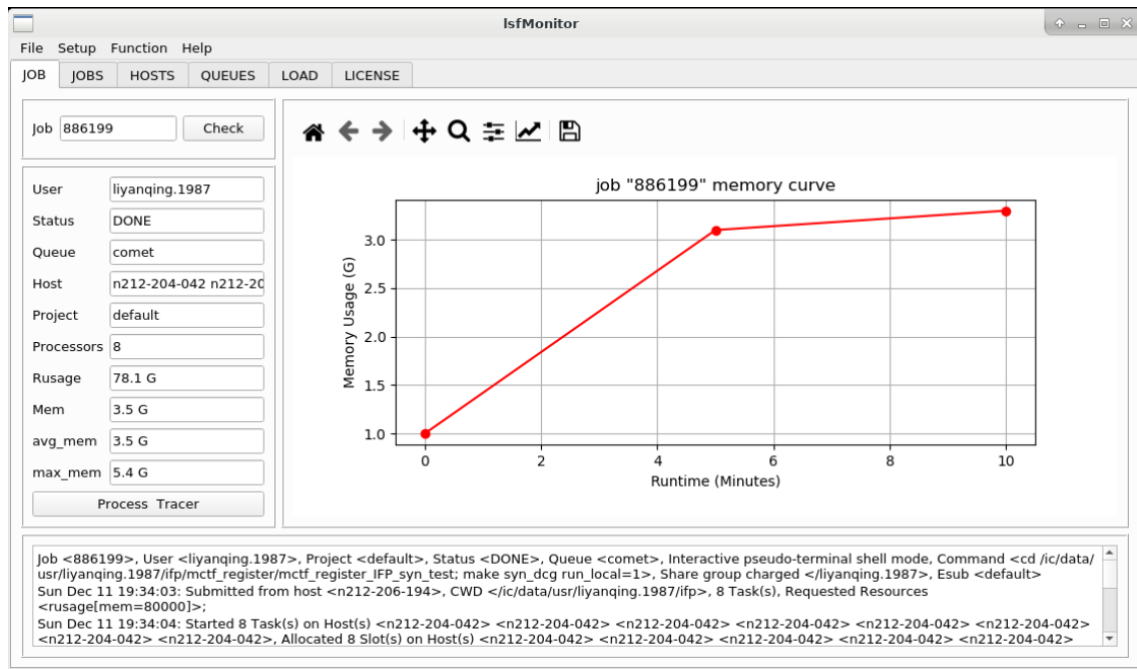 lsfMonitor
File Setup Function Help
JOB JOBS HOSTS QUEUES LOAD LICENSE
Job 886199 Check
User liyanqing.1987
Status DONE
Queue comet
Host n212-204-042 n212-20
Project default
Processors 8
Rusage 78.1 G
Mem 3.5 G
avg_mem 3.5 G
max_mem 5.4 G
Process Tracer
job "886199" memory curve
Memory Usage (G)
3.0
2.5
2.0
1.5
1.0
0 2 4 6 8 10
Runtime (Minutes)
Job <886199>, User <liyanqing.1987>, Project <default>, Status <DONE>, Queue <comet>, Interactive pseudo-terminal shell mode, Command <cd /ic/data/
usr/liyanqing.1987/ifp/mctf_register/mctf_register_IFP_syn_test; make syn_dcg run_local=1>, Share group charged </liyanqing.1987>, Esub <default>
Sun Dec 11 19:34:03: Submitted from host <n212-206-194>, CWD </ic/data/usr/liyanqing.1987/ifp>, 8 Task(s), Requested Resources
<rusage[mem=80000]>;
Sun Dec 11 19:34:04: Started 8 Task(s) on Host(s) <n212-204-042> <n212-204-042> <n212-204-042> <n212-204-042> <n212-204-042> <n212-204-042>
<n212-204-042> <n212-204-042>, Allocated 8 Slot(s) on Host(s) <n212-204-042> <n212-204-042> <n212-204-042> <n212-204-042> <n212-204-042>